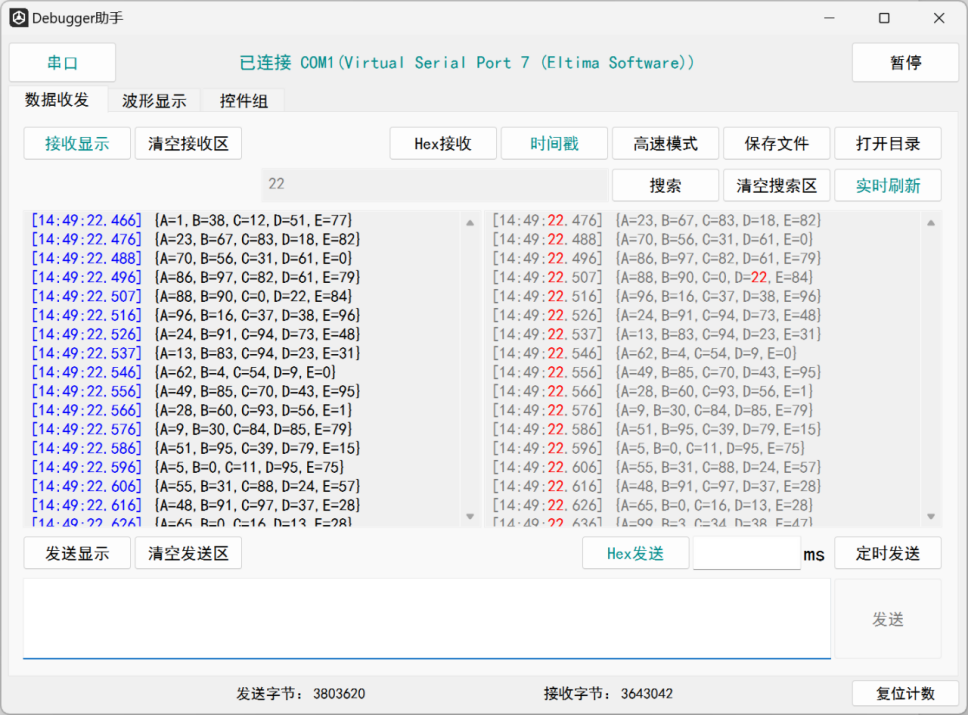 Debugger助手
串口 已连接 COM1(Virtual Serial Port 7 (Eltima Software)) 暂停
数据收发 波形显示 控件组
接收显示 清空接收区 Hex接收 时间戳 高速模式 保存文件 打开目录
22 搜索 清空搜索区 实时刷新
[14:49:22.466] {A=1,B=38,C=12,D=51,E=77}
[14:49:22.476] {A=23,B=67,C=83,D=18,E=82}
[14:49:22.488] {A=70,B=56,C=31,D=61,E=0}
[14:49:22.496] {A=86,B=97,C=82,D=61,E=79}
[14:49:22.507] {A=88,B=90,C=0,D=22,E=84}
[14:49:22.516] {A=96,B=16,C=37,D=38,E=96}
[14:49:22.526] {A=24,B=91,C=94,D=73,E=48}
[14:49:22.537] {A=13,B=83,C=94,D=23,E=31}
[14:49:22.546] {A=62,B=4,C=54,D=9,E=0}
[14:49:22.556] {A=49,B=85,C=70,D=43,E=95}
[14:49:22.566] {A=28,B=60,C=93,D=56,E=1}
[14:49:22.576] {A=9,B=30,C=84,D=85,E=79}
[14:49:22.586] {A=51,B=95,C=39,D=79,E=15}
[14:49:22.596] {A=5,B=0,C=11,D=95,E=75}
[14:49:22.606] {A=55,B=31,C=88,D=24,E=57}
[14:49:22.616] {A=48,B=91,C=97,D=37,E=28}
[14:49:22.626] {A=65,B=0,C=16,D=13,E=28}
[14:49:22.476] {A=23,B=67,C=83,D=18,E=82}
[14:49:22.488] {A=70,B=56,C=31,D=61,E=0}
[14:49:22.496] {A=86,B=97,C=82,D=61,E=79}
[14:49:22.507] {A=88,B=90,C=0,D=22,E=84}
[14:49:22.516] {A=96,B=16,C=37,D=38,E=96}
[14:49:22.526] {A=24,B=91,C=94,D=73,E=48}
[14:49:22.537] {A=13,B=83,C=94,D=23,E=31}
[14:49:22.546] {A=62,B=4,C=54,D=9,E=0}
[14:49:22.556] {A=49,B=85,C=70,D=43,E=95}
[14:49:22.566] {A=28,B=60,C=93,D=56,E=1}
[14:49:22.576] {A=9,B=30,C=84,D=85,E=79}
[14:49:22.586] {A=51,B=95,C=39,D=79,E=15}
[14:49:22.596] {A=5,B=0,C=11,D=95,E=75}
[14:49:22.606] {A=55,B=31,C=88,D=24,E=57}
[14:49:22.616] {A=48,B=91,C=97,D=37,E=28}
[14:49:22.626] {A=65,B=0,C=16,D=13,E=28}
[14:49:22.636] {A=99,B=3,C=34,D=38,E=47}
发送显示 清空发送区 Hex发送 ms 定时发送
发送
发送字节: 3803620 接收字节: 3643042 复位计数